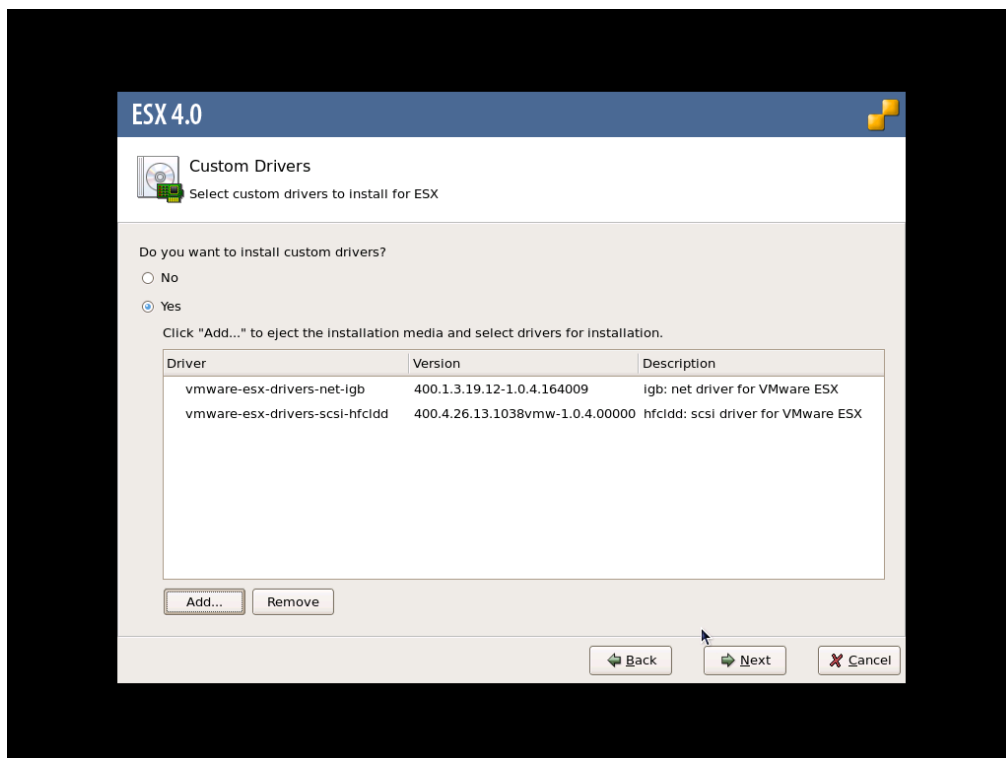 ESX 4.0
Custom Drivers
Select custom drivers to install for ESX
Do you want to install custom drivers?
No
Yes
Click "Add..." to eject the installation media and select drivers for installation.
Driver Version Description
vmware-esx-drivers-net-igb 400.1.3.19.12-1.0.4.164009 igb: net driver for VMware ESX
vmware-esx-drivers-scsi-hfcldd 400.4.26.13.1038vmw-1.0.4.00000 hfcldd: scsi driver for VMware ESX
Add... Remove
Back Next Cancel